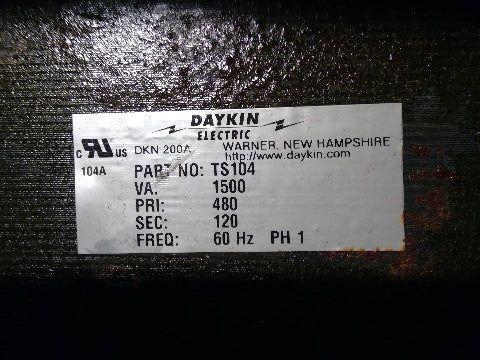 DAYKIN
ELECTRIC
c RU US DKN 200A WARNER, NEW HAMPSHIRE
http://www.daykin.com
104A PART NO: TS104
VA: 1500
PRI: 480
SEC: 120
FREQ: 60 Hz PH 1